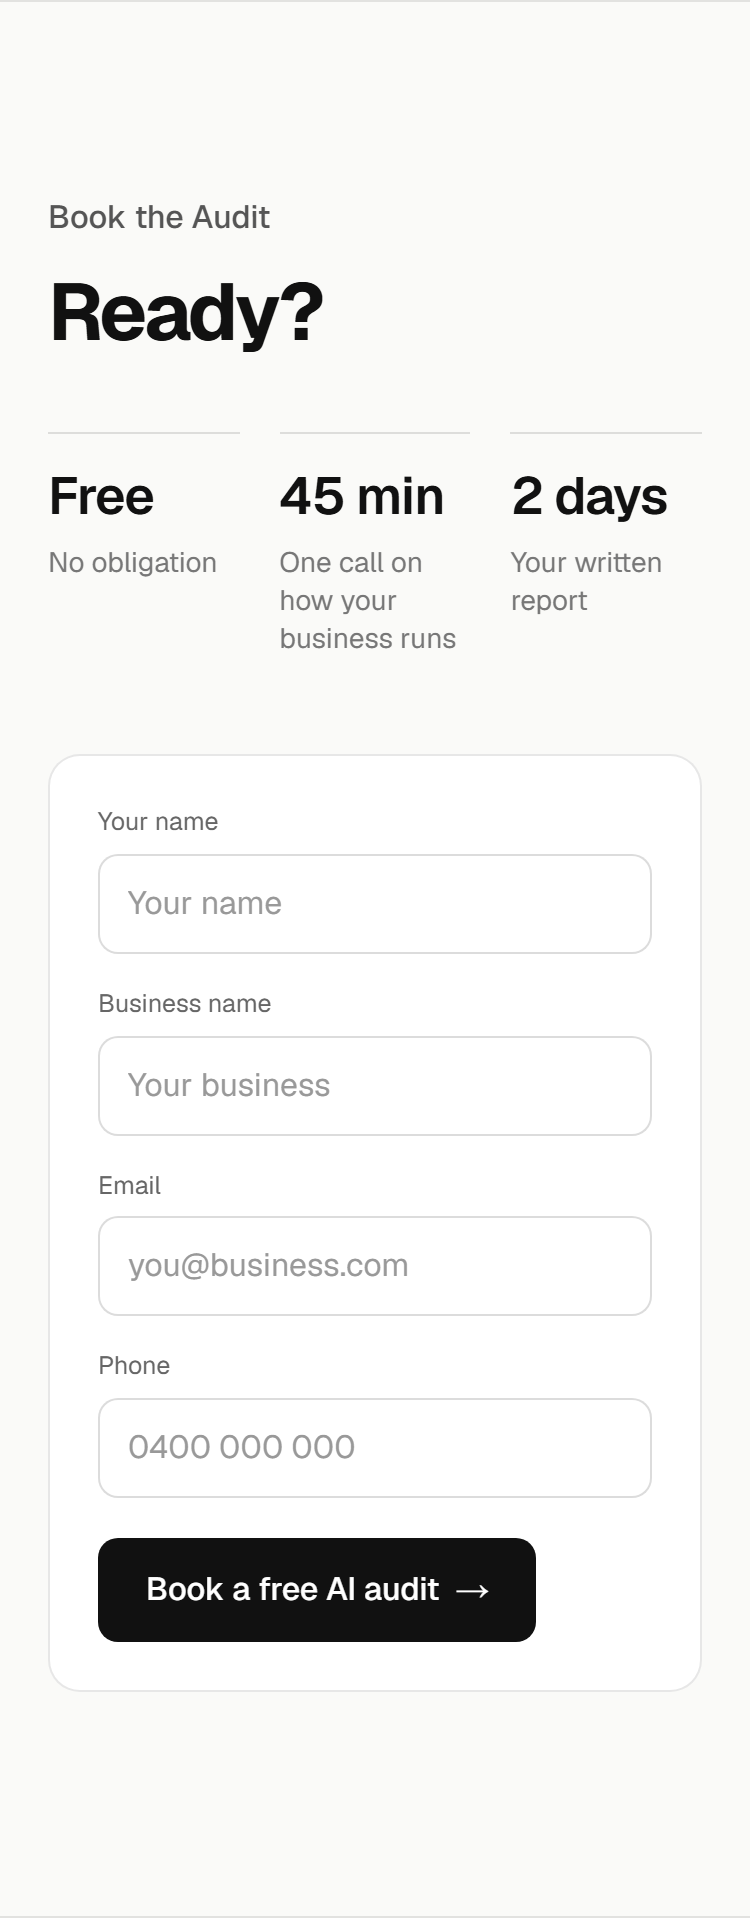 Book the Audit
Ready?
Free
No obligation
45 min
One call on
how your
business runs
2 days
Your written
report
Your name
Your name
Business name
Your business
Email
you@business.com
Phone
0400 000 000
Book a free AI audit →